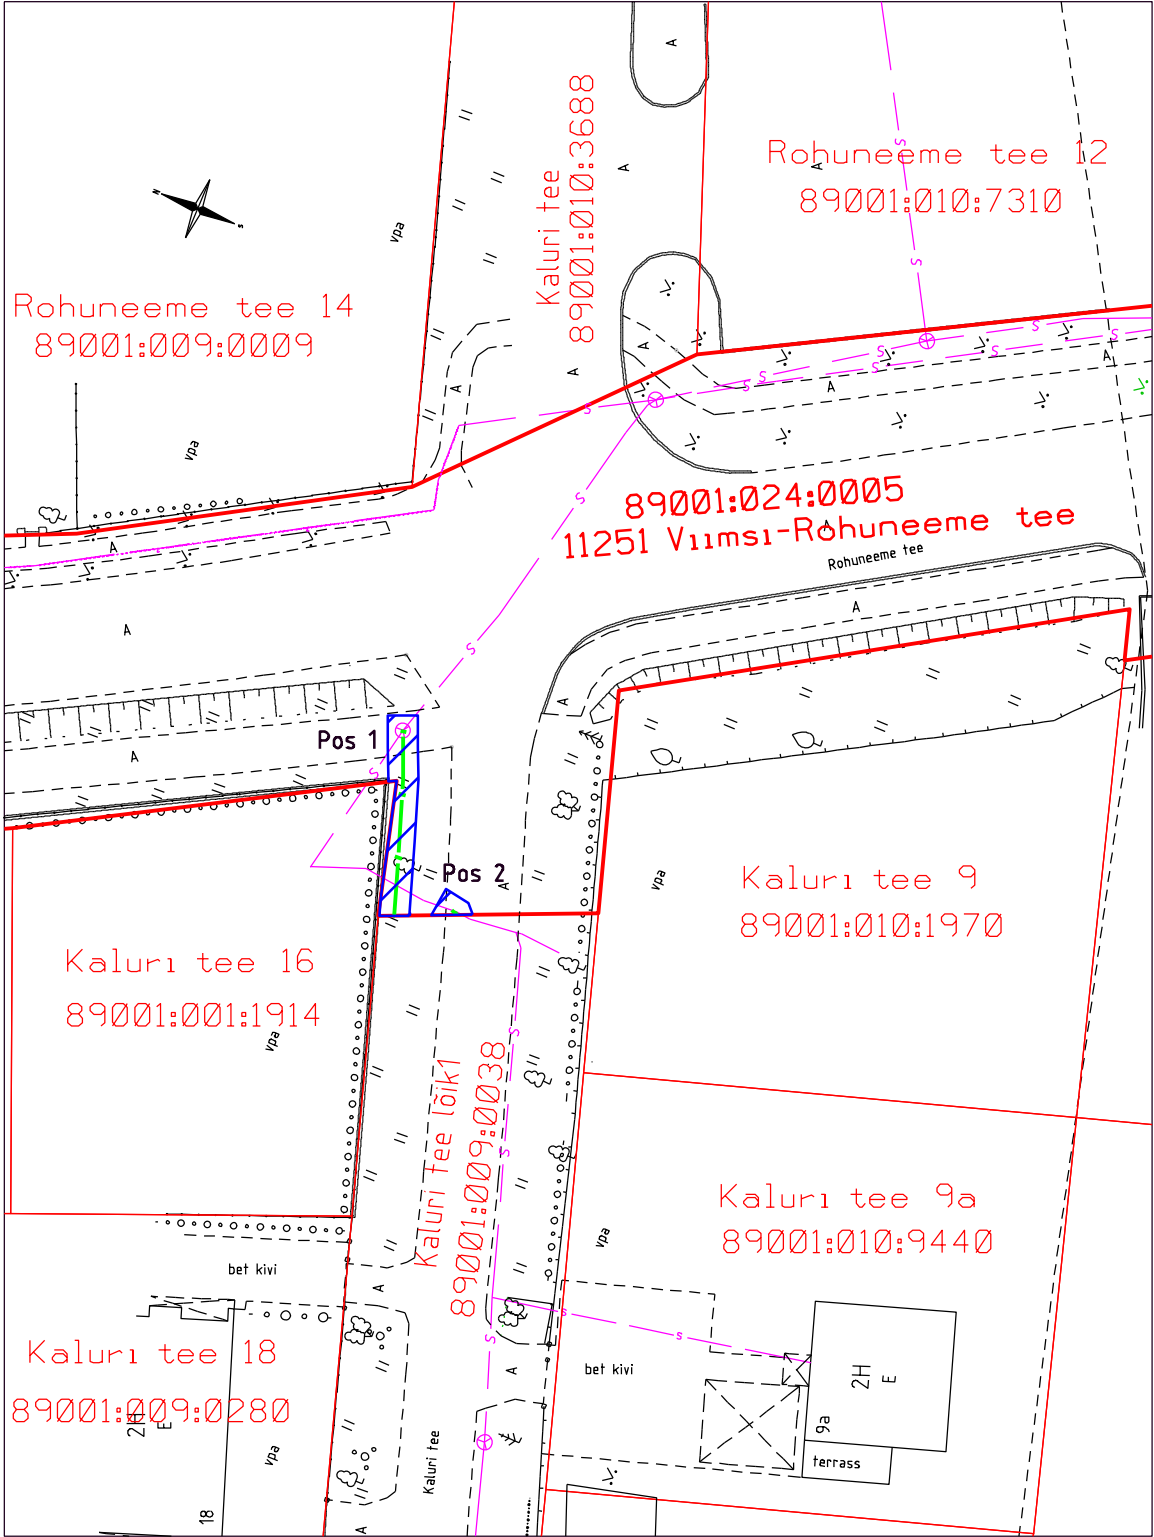 A
Kaluri tee
89001:010:3688
Rohuneeme tee 12
89001:010:7310
A
A
N
S
vpa
S
S
Rohuneeme tee 14
89001:009:0009
A
A
A
S
S
S
S
S
S
S
A
A
vpa
89001:024:0005
11251 Viimsi-Rohuneeme tee
A
Rohuneeme tee
S
A
A
A
S
A
Pos 1
A
S
Pos 2
A
vpa
Kaluri tee 9
89001:010:1970
Kaluri tee 16
89001:001:1914
vpa
Kaluri tee lõik1
89001:009:0038
S
S
S
Kaluri tee 9a
89001:010:9440
vpa
bet kivi
A
S
S
S
Kaluri tee 18
89001:009:0280
2H
E
vpa
18
A
bet kivi
2H
E
9a
terrass
Kaluri tee
A